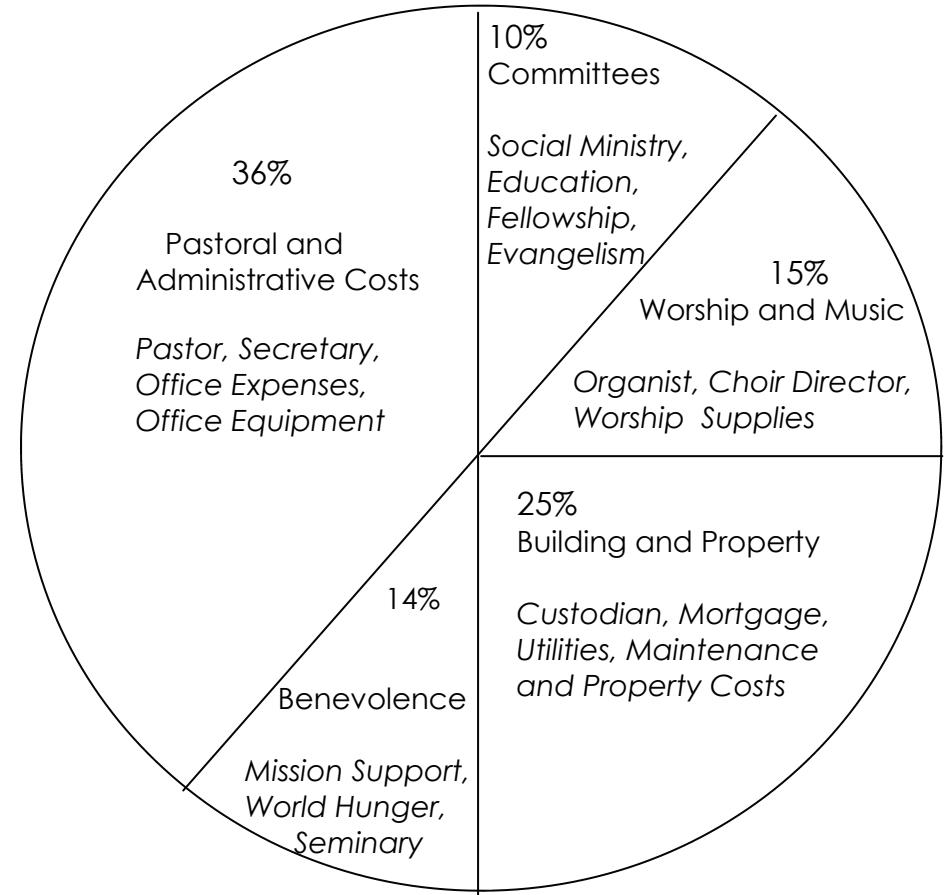 10%
Committees
Social Ministry,
Education,
Fellowship,
Evangelism
15%
Worship and Music
Organist, Choir Director,
Worship  Supplies
25%
Building and Property
Custodian, Mortgage,
Utilities, Maintenance
and Property Costs
14%
Benevolence
Mission Support,
World Hunger,
Seminary
36%
Pastoral and
Administrative Costs
Pastor, Secretary,
Office Expenses,
Office Equipment